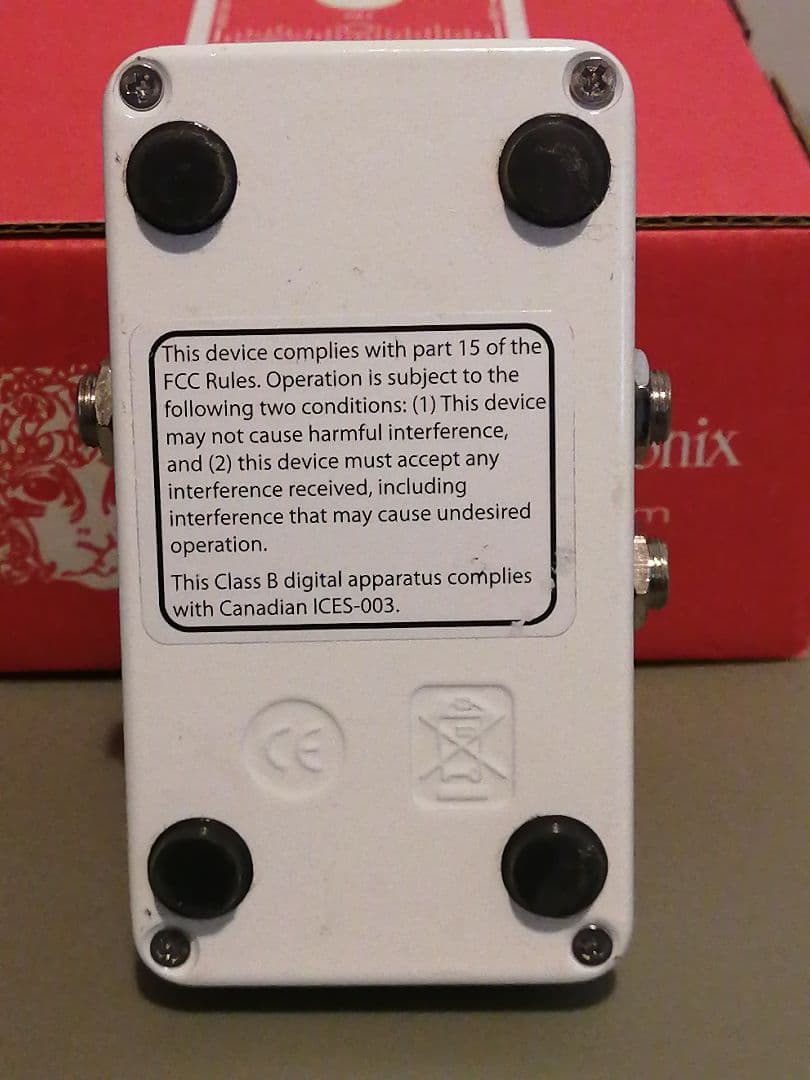 This device complies with part 15 of the
FCC Rules. Operation is subject to the
following two conditions: (1) This device
may not cause harmful interference,
and (2) this device must accept any
interference received, including
interference that may cause undesired
operation.
This Class B digital apparatus complies
with Canadian ICES-003.
CE